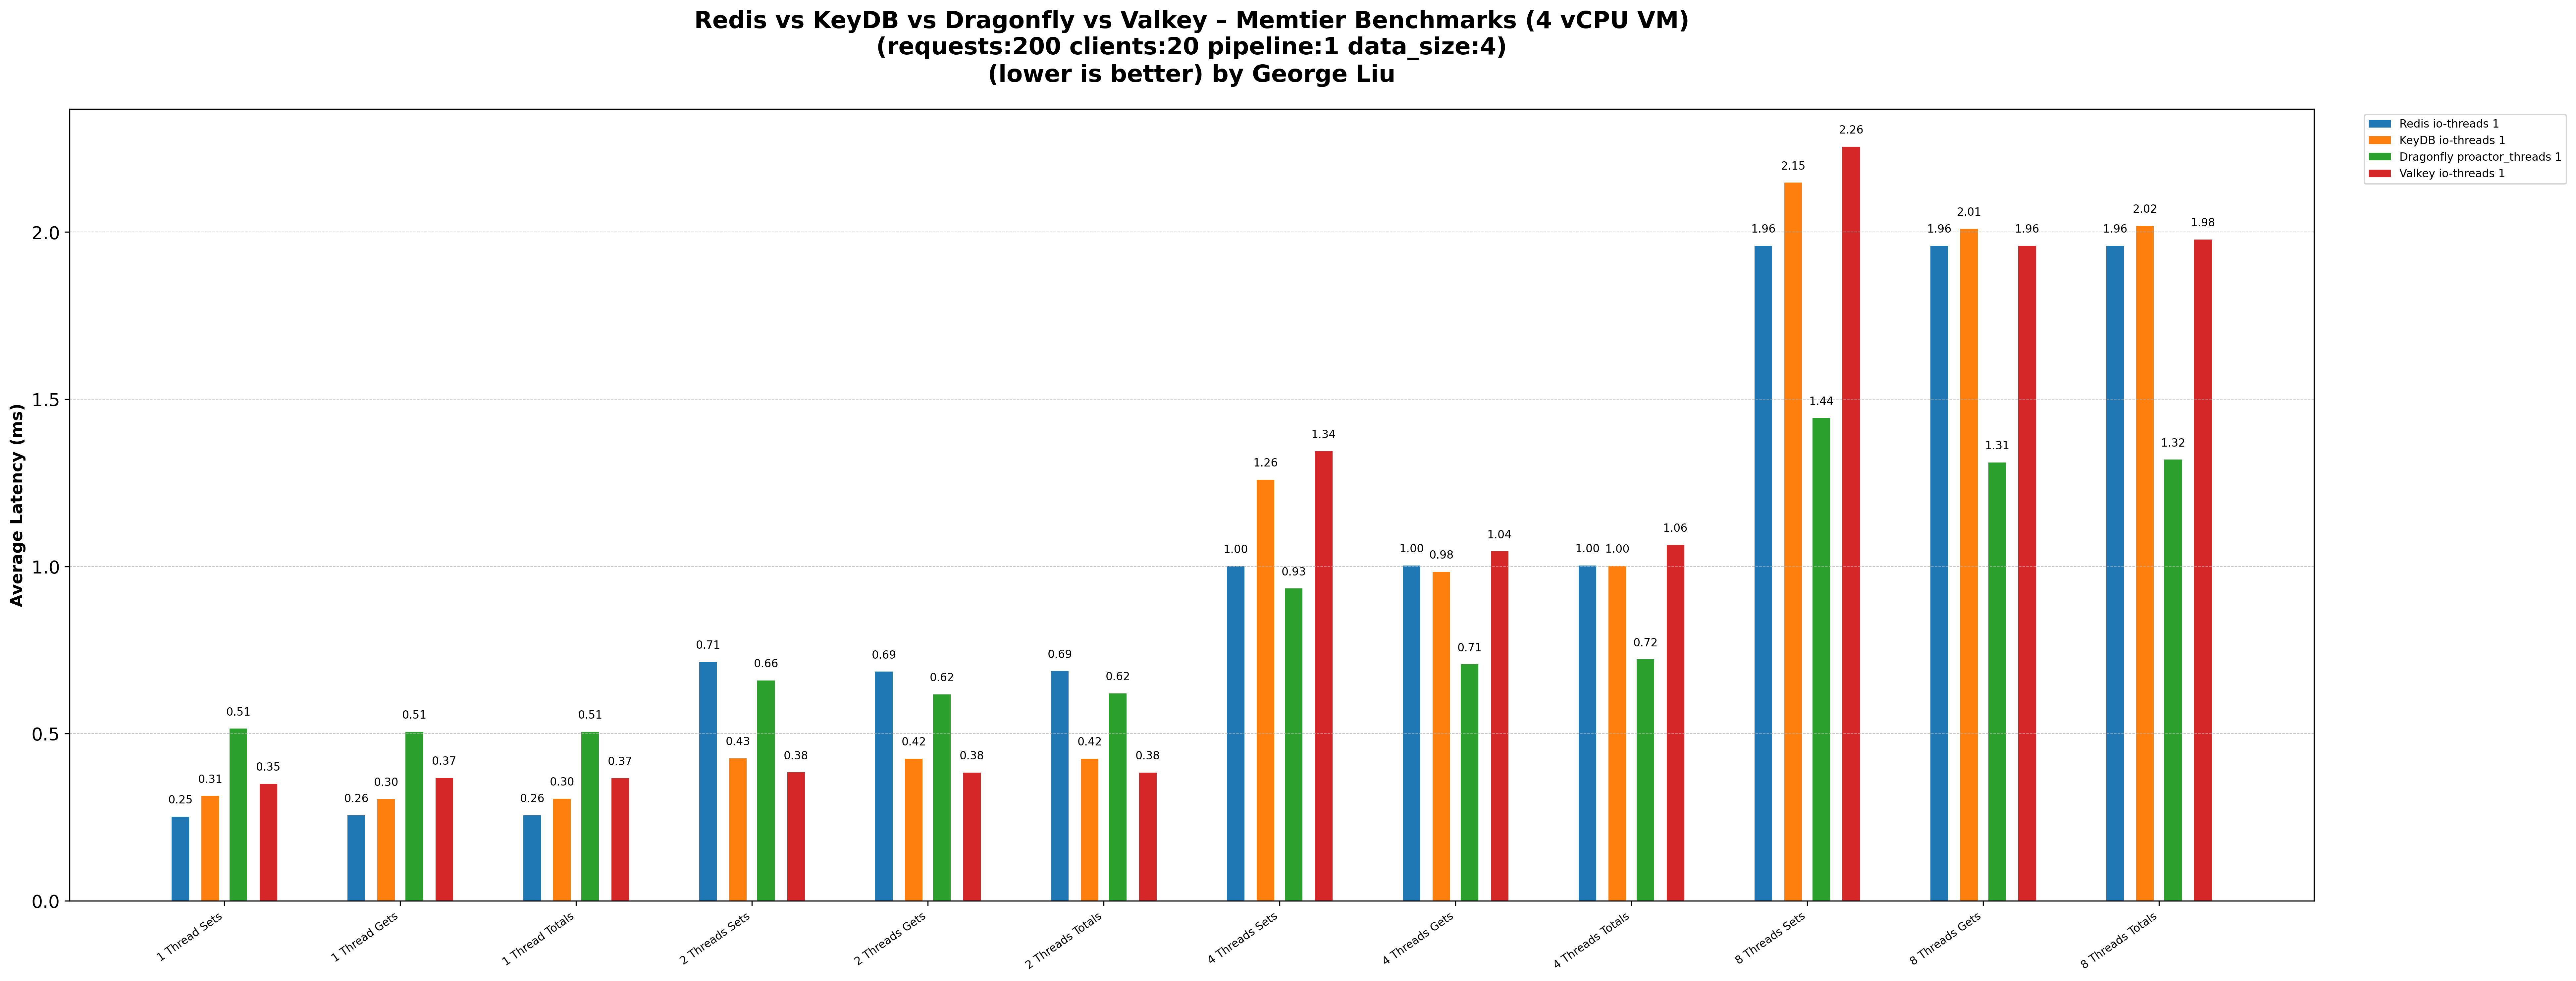 Redis vs KeyDB vs Dragonfly vs Valkey – Memtier Benchmarks (4 vCPU VM)
(requests:200 clients:20 pipeline:1 data_size:4)
(lower is better) by George Liu
Redis io-threads 1
KeyDB io-threads 1
Dragonfly proactor_threads 1
Valkey io-threads 1
Average Latency (ms)
2.0
1.5
1.0
0.5
0.0
0.25 0.31 0.51 0.35
0.26 0.30 0.51 0.37
0.26 0.30 0.51 0.37
0.71 0.43 0.66 0.38
0.69 0.42 0.62 0.38
0.69 0.42 0.62 0.38
1.00 1.26 0.93 1.34
1.00 0.98 0.71 1.04
1.00 1.00 0.72 1.06
1.96 2.15 1.44 2.26
1.96 2.01 1.31 1.96
1.96 2.02 1.32 1.98
1 Thread Sets
1 Thread Gets
1 Thread Totals
2 Threads Sets
2 Threads Gets
2 Threads Totals
4 Threads Sets
4 Threads Gets
4 Threads Totals
8 Threads Sets
8 Threads Gets
8 Threads Totals